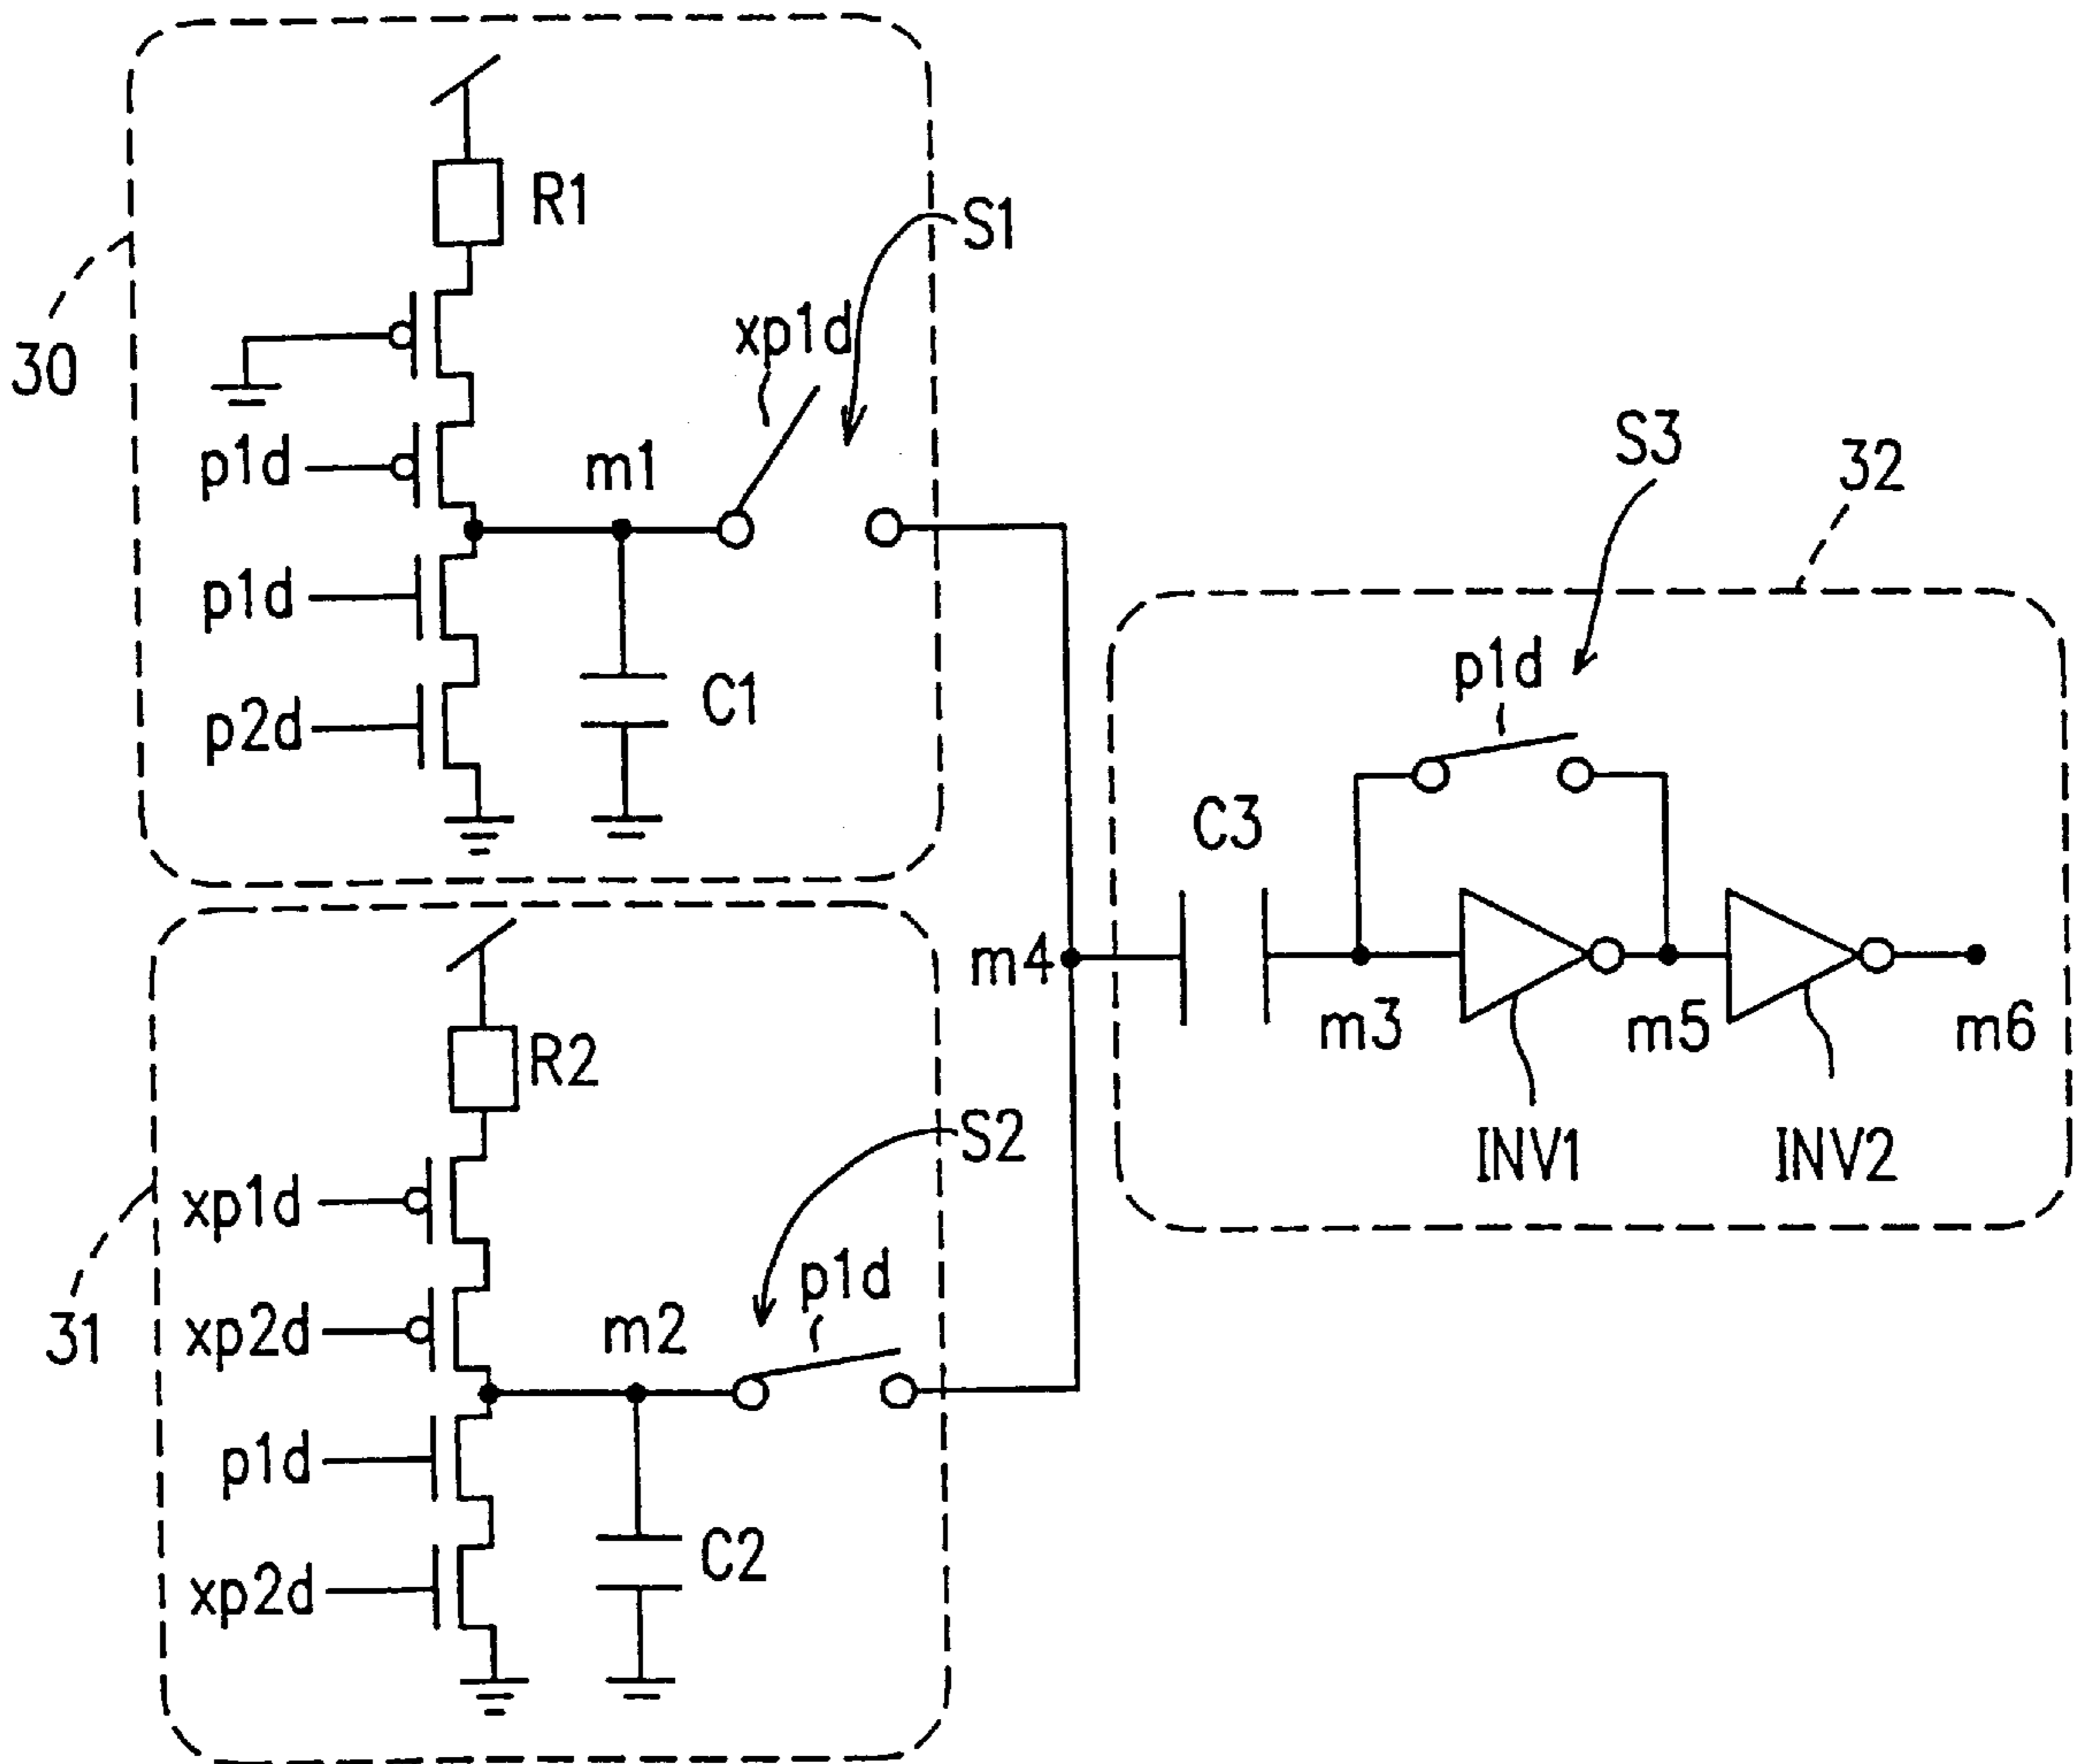 R1
S1
xp1d
30
p1d
m1
S3
32
p1d
p1d
C1
p2d
C3
m4
R2
m3
m5
m6
S2
INV1
INV2
xp1d
p1d
31
xp2d
m2
p1d
C2
xp2d